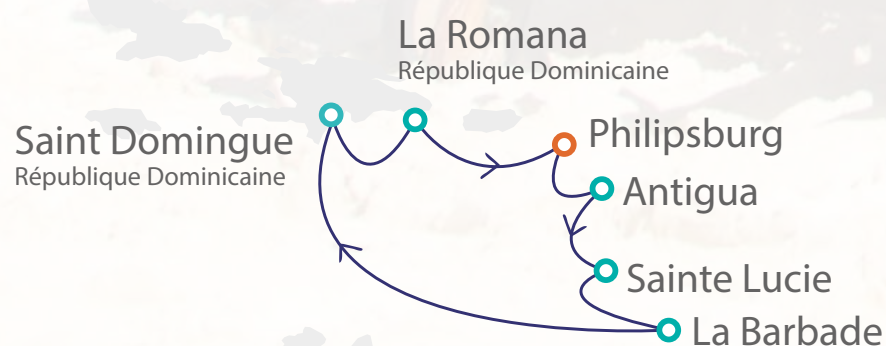 La Romana
République Dominicaine
Saint Domingue
République Dominicaine
Philipsburg
Antigua
Sainte Lucie
La Barbade